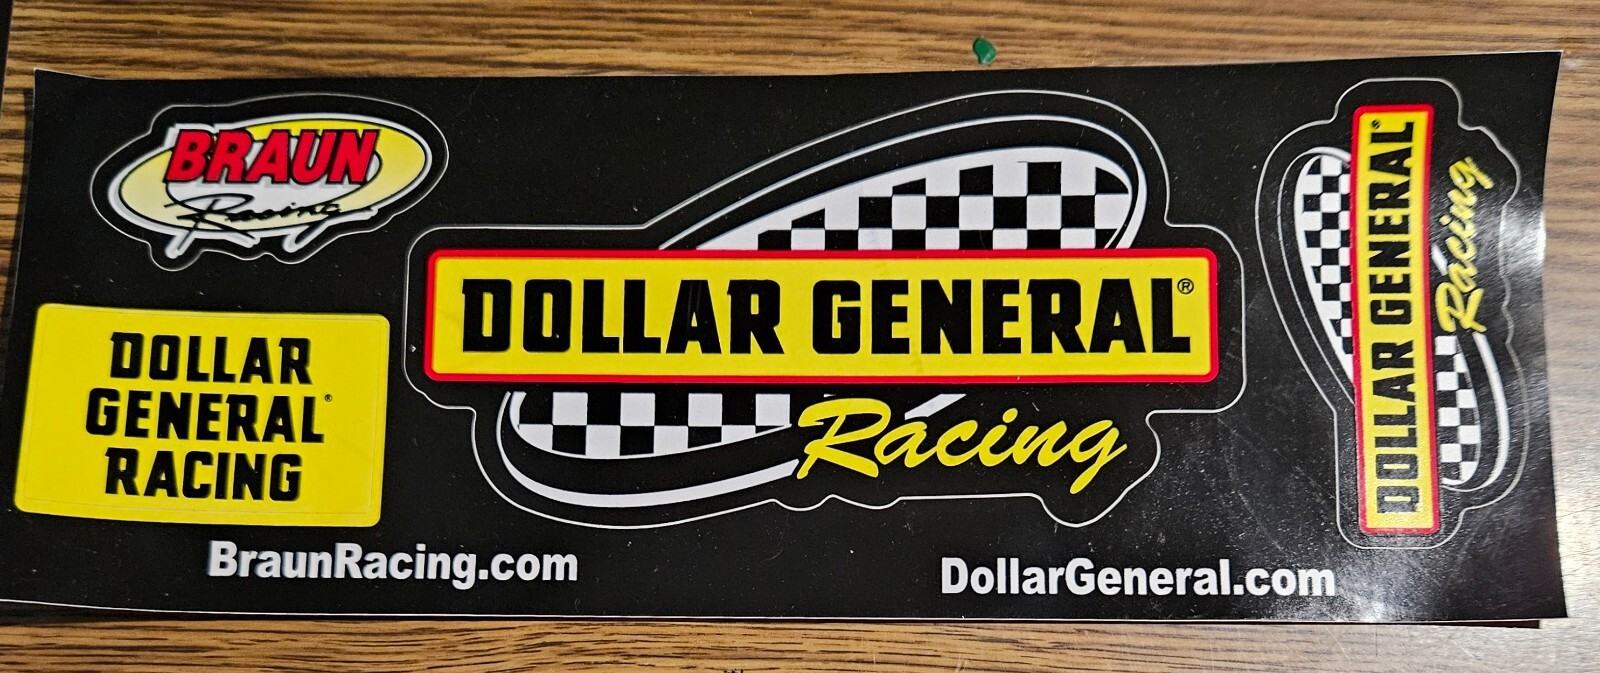 BRAUN
Racing
DOLLAR
GENERAL®
RACING
DOLLAR GENERAL®
Racing
DOLLAR GENERAL®
Racing
BraunRacing.com
DollarGeneral.com